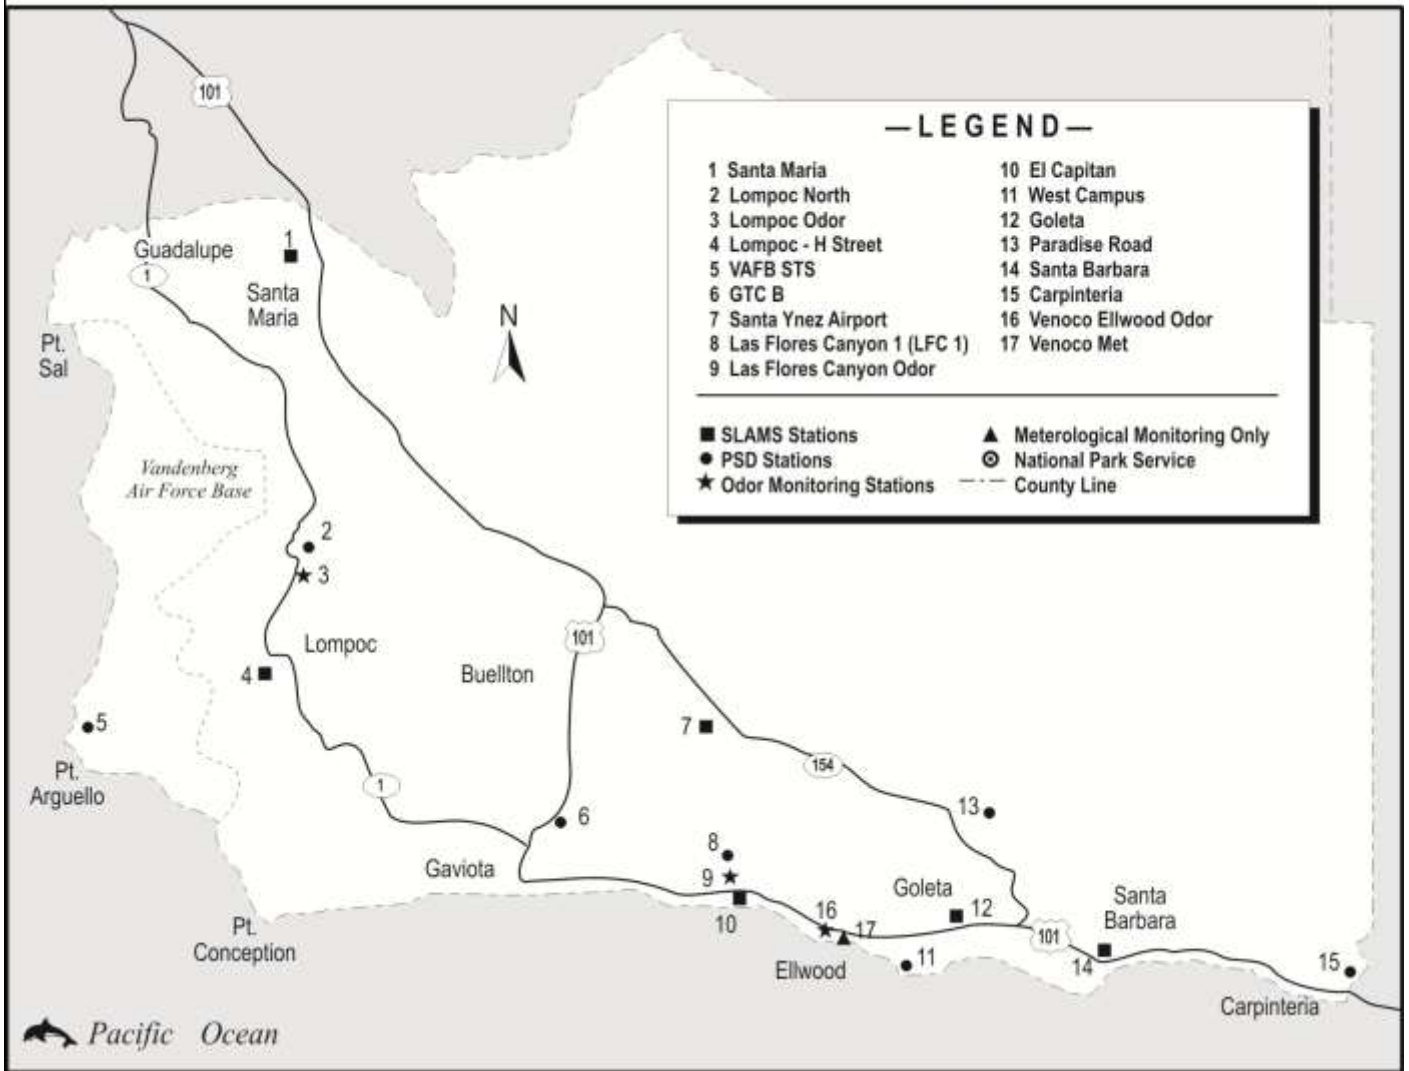 101
—LEGEND—
1 Santa Maria
2 Lompoc North
3 Lompoc Odor
4 Lompoc - H Street
5 VAFB STS
6 GTC B
7 Santa Ynez Airport
8 Las Flores Canyon 1 (LFC 1)
9 Las Flores Canyon Odor
10 El Capitan
11 West Campus
12 Goleta
13 Paradise Road
14 Santa Barbara
15 Carpinteria
16 Venoco Ellwood Odor
17 Venoco Met
SLAMS Stations
PSD Stations
Odor Monitoring Stations
Meterological Monitoring Only
National Park Service
County Line
Guadalupe
1
1
Santa
Maria
N
Pt.
Sal
Vandenberg
Air Force Base
2
3
Lompoc
101
Buellton
4
5
7
Pt.
Arguello
1
154
13
6
8
Gaviota
9
Goleta
Santa
Barbara
10
16
12
17
101
Pt.
Conception
Ellwood
11
14
15
Carpinteria
Pacific Ocean